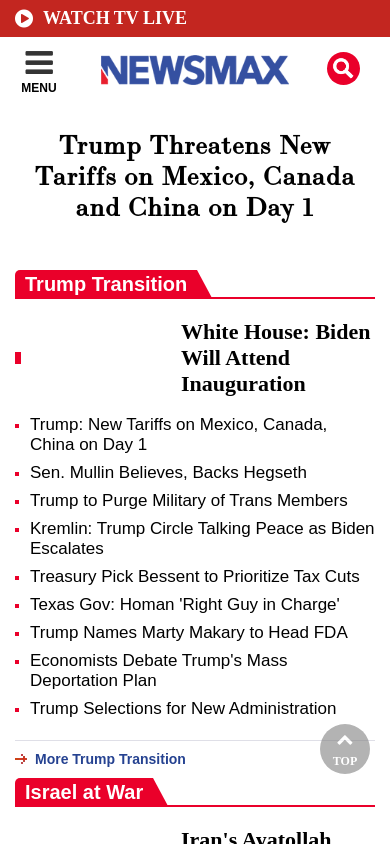 WATCH TV LIVE
MENU
NEWSMAX
Trump Threatens New
Tariffs on Mexico, Canada
and China on Day 1
Trump Transition
White House: Biden
Will Attend
Inauguration
Trump: New Tariffs on Mexico, Canada,
China on Day 1
Sen. Mullin Believes, Backs Hegseth
Trump to Purge Military of Trans Members
Kremlin: Trump Circle Talking Peace as Biden
Escalates
Treasury Pick Bessent to Prioritize Tax Cuts
Texas Gov: Homan 'Right Guy in Charge'
Trump Names Marty Makary to Head FDA
Economists Debate Trump's Mass
Deportation Plan
Trump Selections for New Administration
More Trump Transition
TOP
Israel at War
Iran's Ayatollah